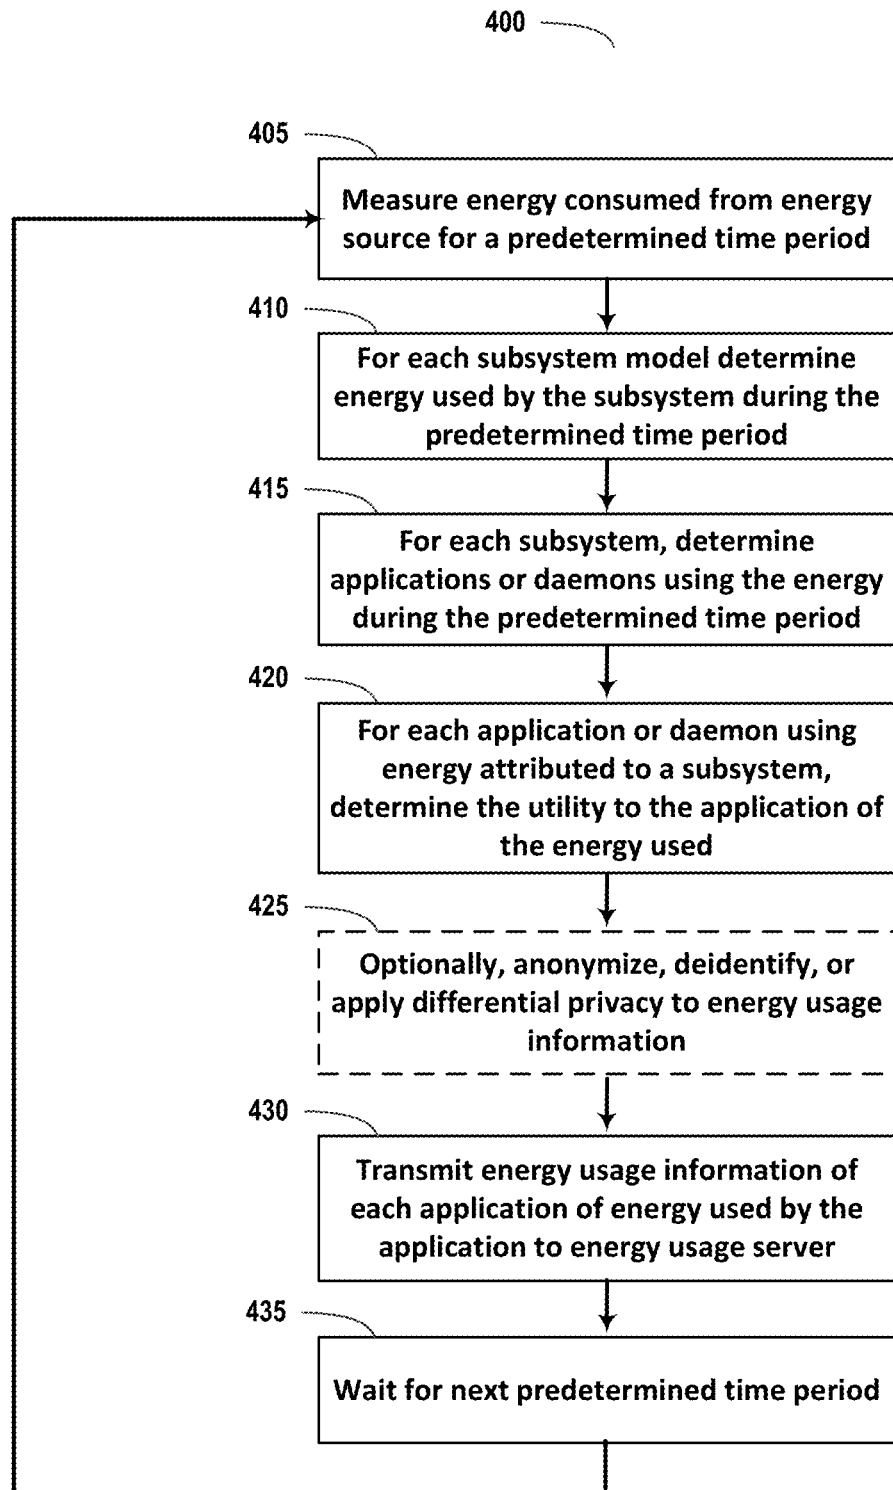 400
405
Measure energy consumed from energy
source for a predetermined time period
410
For each subsystem model determine
energy used by the subsystem during the
predetermined time period
415
For each subsystem, determine
applications or daemons using the energy
during the predetermined time period
420
For each application or daemon using
energy attributed to a subsystem,
determine the utility to the application of
the energy used
425
Optionally, anonymize, deidentify, or
apply differential privacy to energy usage
information
430
Transmit energy usage information of
each application of energy used by the
application to energy usage server
435
Wait for next predetermined time period